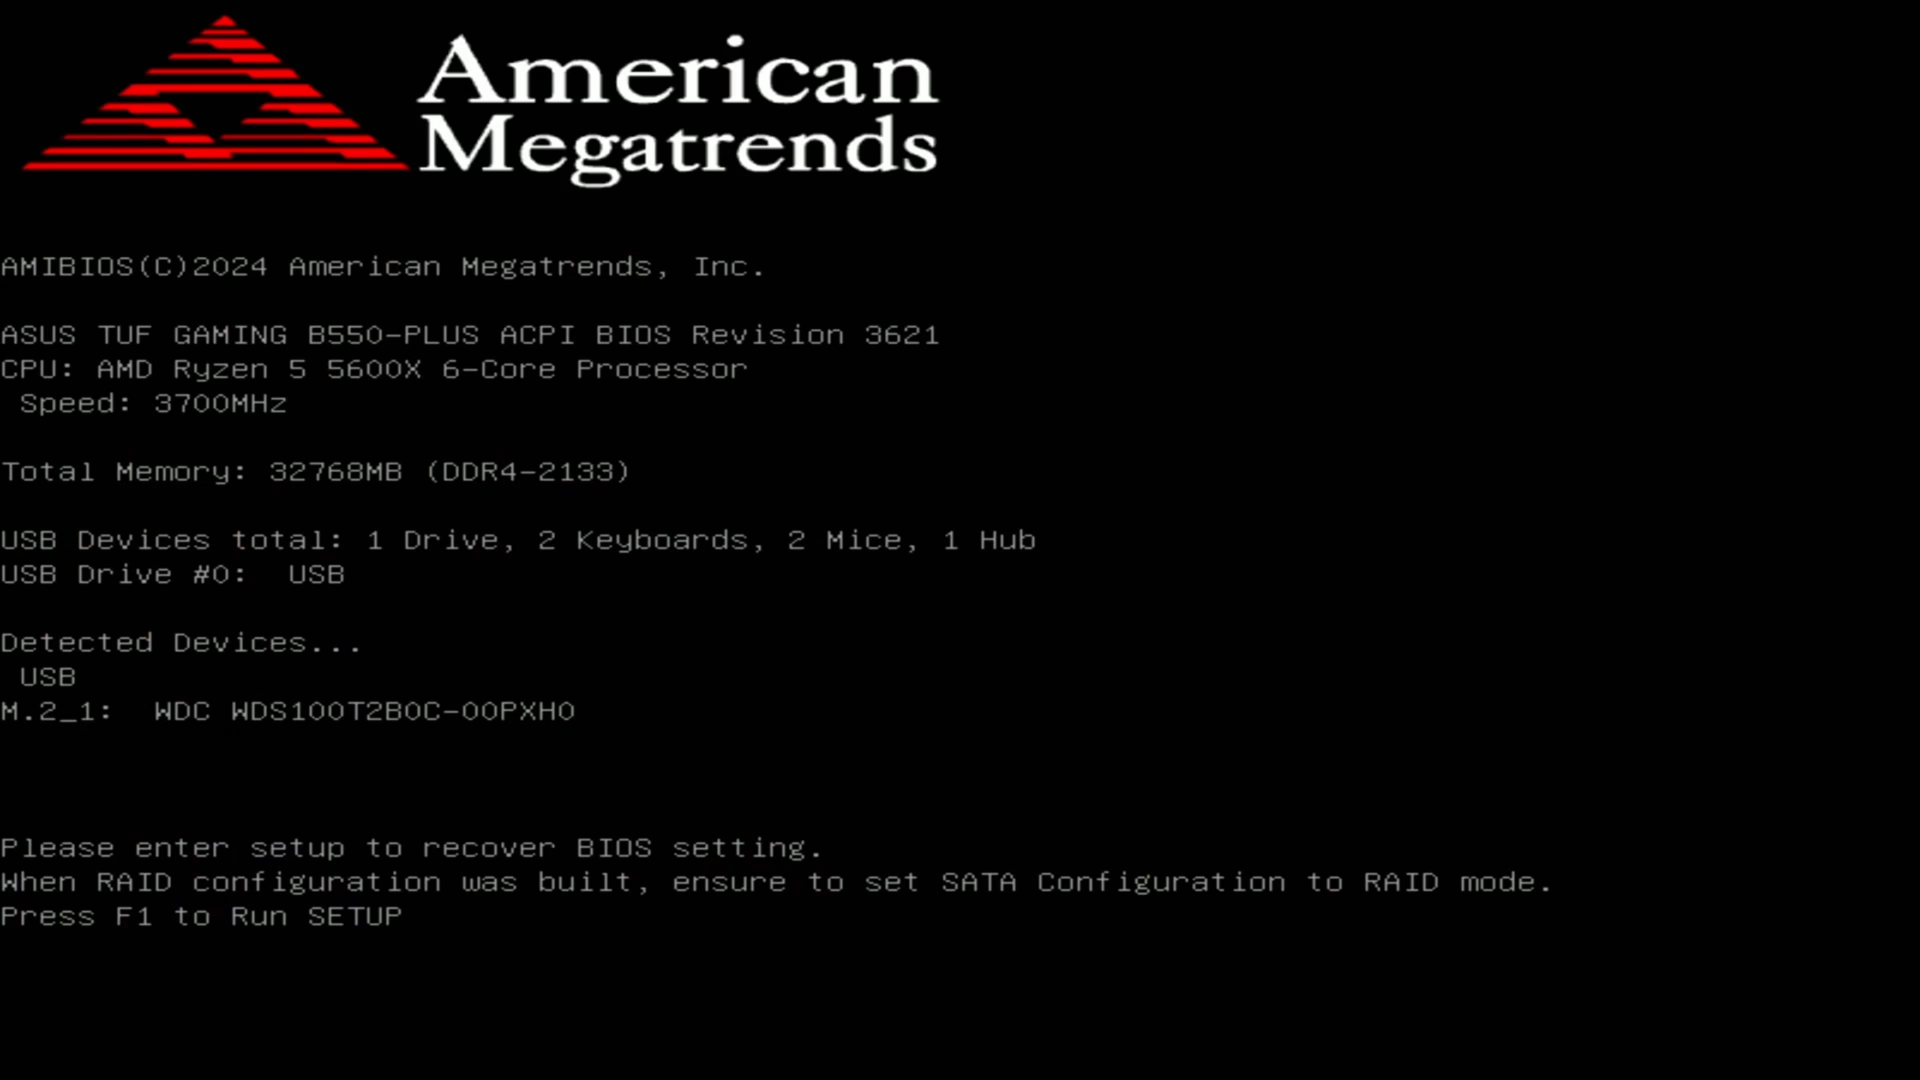 American
Megatrends
AMIBIOS(C)2024 American Megatrends, Inc.
ASUS TUF GAMING B550-PLUS ACPI BIOS Revision 3621
CPU: AMD Ryzen 5 5600X 6-Core Processor
Speed: 3700MHz
Total Memory: 32768MB (DDR4-2133)
USB Devices total: 1 Drive, 2 Keyboards, 2 Mice, 1 Hub
USB Drive #0:  USB
Detected Devices...
USB
M.2_1:  WDC WDS100T2B0C-00PXH0
Please enter setup to recover BIOS setting.
When RAID configuration was built, ensure to set SATA Configuration to RAID mode.
Press F1 to Run SETUP